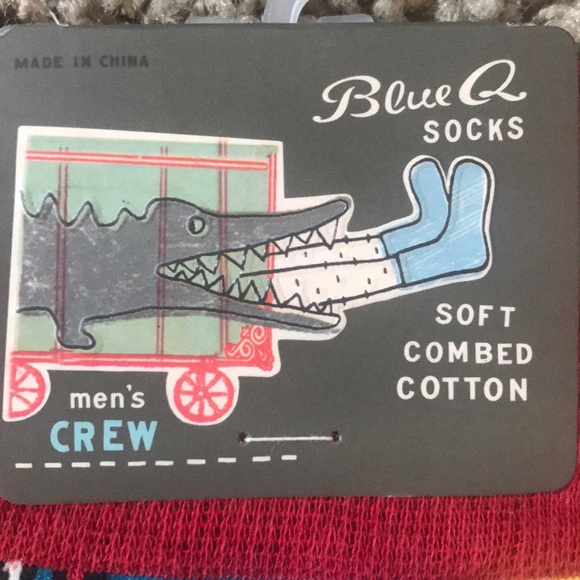 MADE IN CHINA
Blue Q
SOCKS
SOFT
COMBED
COTTON
men's
CREW